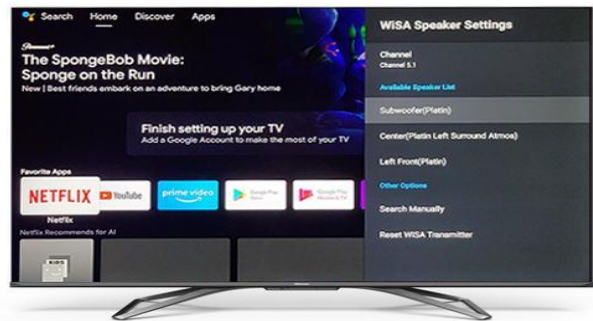 Search Home Discover Apps
Paramount+
The SpongeBob Movie:
Sponge on the Run
New | Best friends embark on an adventure to bring Gary home
Finish setting up your TV
Add a Google Account to make the most of your TV
Favorite Apps
NETFLIX
YouTube
prime video
Google Play
Google Play
Movies & TV
Netflix
Netflix Recommends for Al
KIDS
WiSA Speaker Settings
Channel
Channel 5.1
Available Speaker List
Subwoofer(Platin)
Center(Platin Left Surround Atmos)
Left Front(Platin)
Other Options
Search Manually
Reset WiSA Transmitter